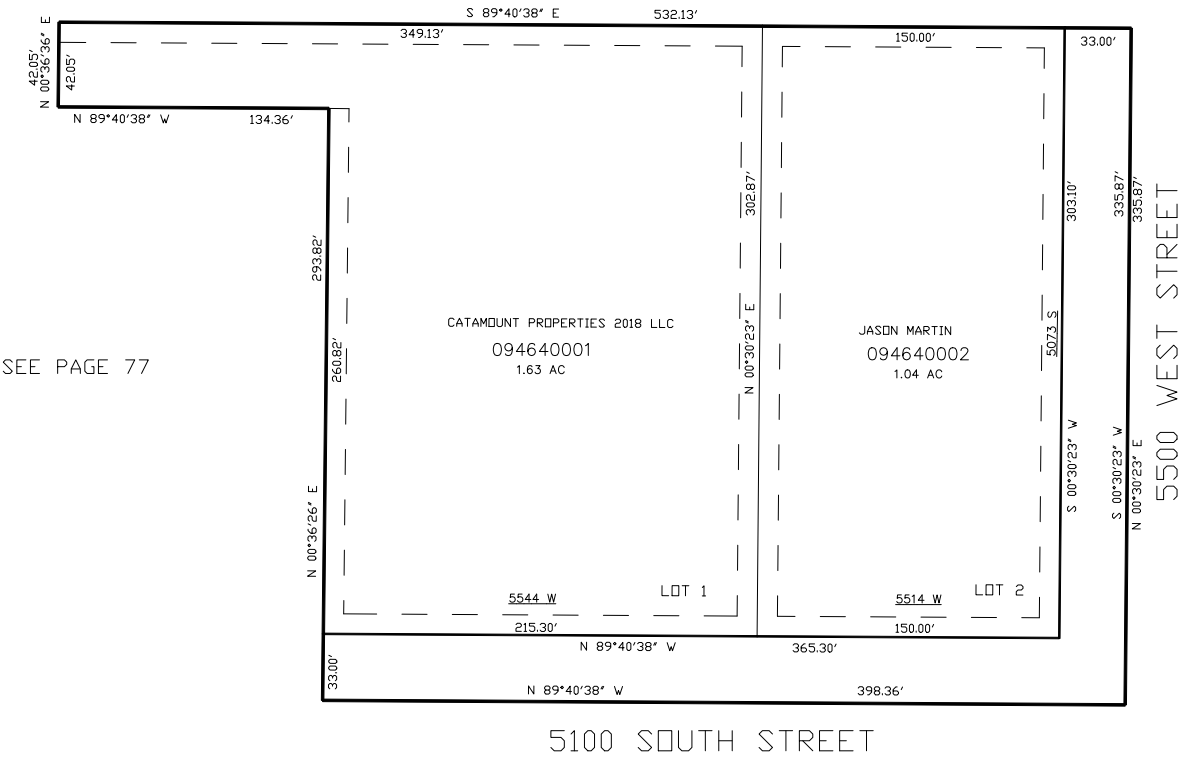 S 89°40'38" E 532.13'
349.13'
150.00'
33.00'
42.05'
N 00°36'36" E
42.05'
N 89°40'38" W 134.36'
293.82'
N 00°36'26" E
260.82'
SEE PAGE 77
CATAMOUNT PROPERTIES 2018 LLC
094640001
1.63 AC
302.87'
N 00°30'23" E
JASON MARTIN
094640002
1.04 AC
5073 S
303.10'
S 00°30'23" W
335.87'
S 00°30'23" W
335.87'
N 00°30'23" E
5500 WEST STREET
LOT 1
5544 W
LOT 2
5514 W
215.30'
150.00'
N 89°40'38" W 365.30'
33.00'
N 89°40'38" W 398.36'
5100 SOUTH STREET